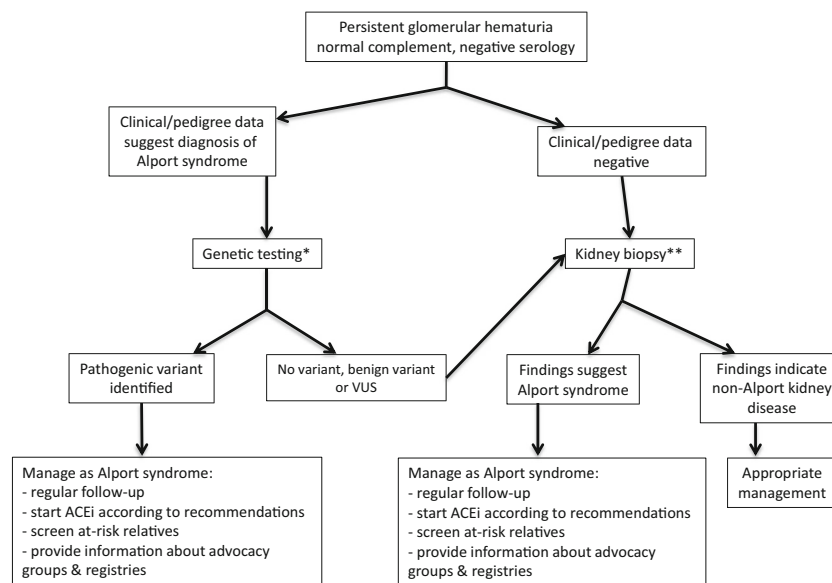 Persistent glomerular hematuria
normal complement, negative serology
Clinical/pedigree data
suggest diagnosis of
Alport syndrome
Clinical/pedigree data
negative
Genetic testing*
Kidney biopsy**
Pathogenic variant
identified
No variant, benign variant
or VUS
Findings suggest
Alport syndrome
Findings indicate
non-Alport kidney
disease
Manage as Alport syndrome:
- regular follow-up
- start ACEi according to recommendations
- screen at-risk relatives
- provide information about advocacy
groups & registries
Manage as Alport syndrome:
- regular follow-up
- start ACEi according to recommendations
- screen at-risk relatives
- provide information about advocacy
groups & registries
Appropriate
management